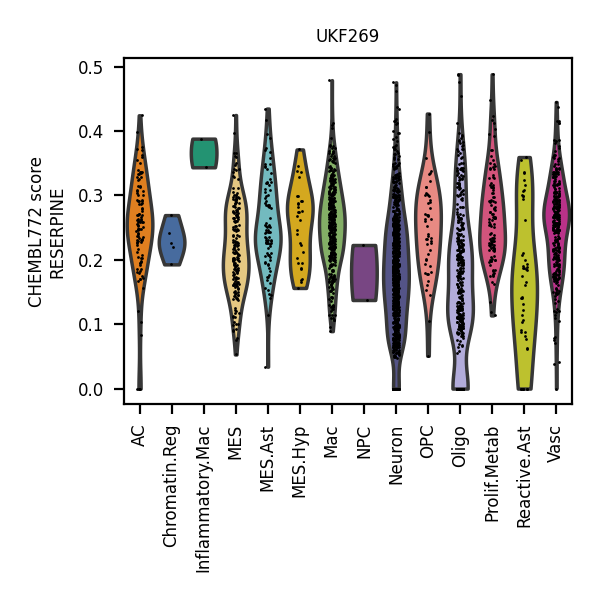 UKF269
CHEMBL772 score
RESERPINE
0.5
0.4
0.3
0.2
0.1
0.0
AC
Chromatin.Reg
Inflammatory.Mac
MES
MES.Ast
MES.Hyp
Mac
NPC
Neuron
OPC
Oligo
Prolif.Metab
Reactive.Ast
Vasc